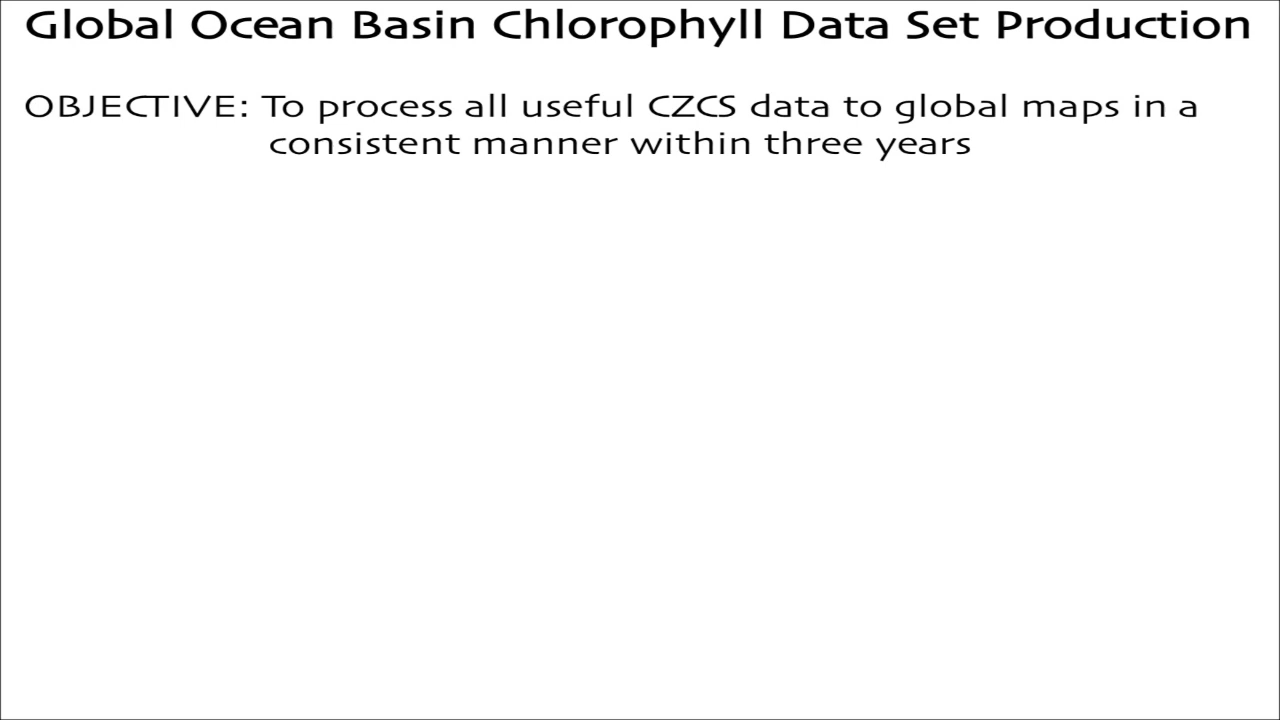 Global Ocean Basin Chlorophyll Data Set Production
OBJECTIVE: To process all useful CZCS data to global maps in a
consistent manner within three years